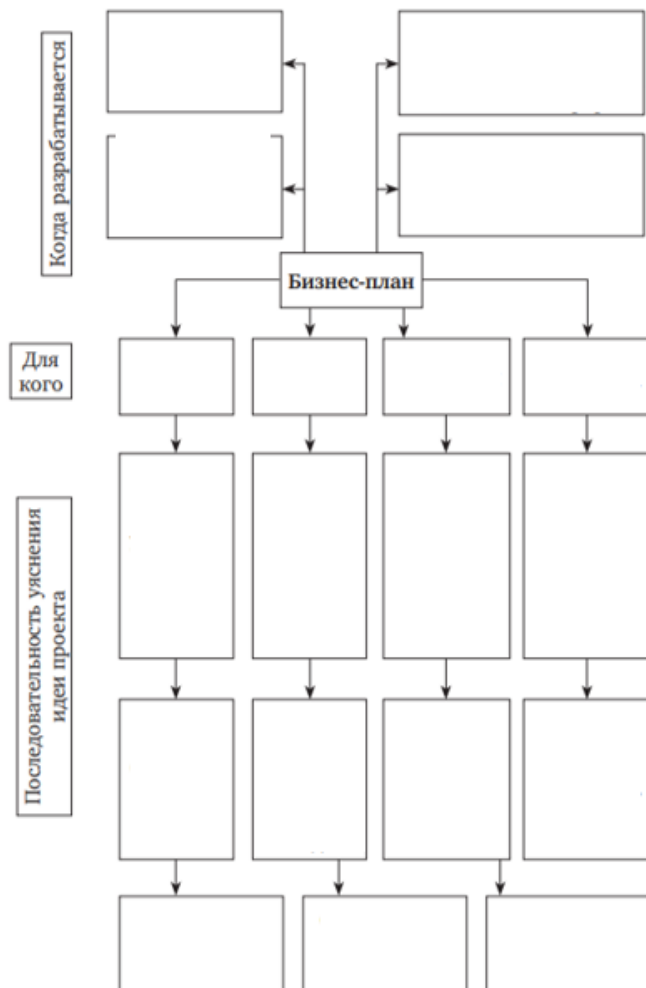 Когда разрабатывается
Бизнес-план
Для
кого
Последовательность уяснения
идеи проекта